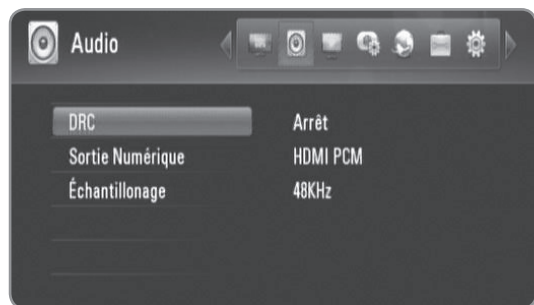 Audio
DRC Arrêt
Sortie Numérique HDMI PCM
Échantillonage 48KHz